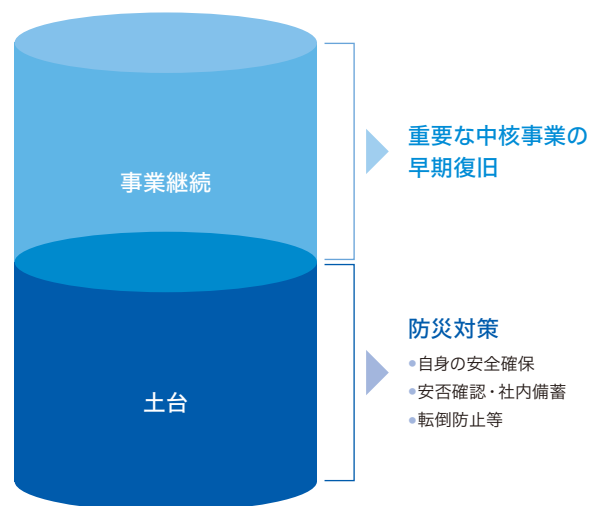 事業継続
重要な中核事業の
早期復旧
土台
防災対策
●自身の安全確保
●安否確認・社内備蓄
●転倒防止等